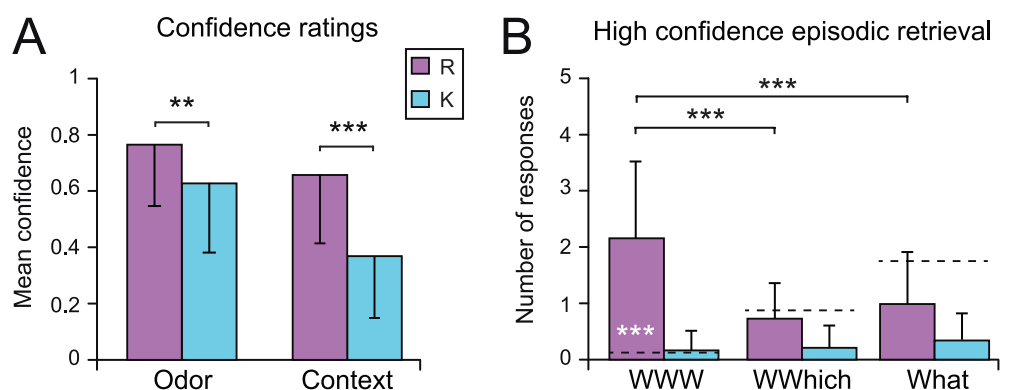 A
Confidence ratings
R
K
Mean confidence
1
0.8
0.6
0.4
0.2
0
**
***
Odor
Context
B
High confidence episodic retrieval
Number of responses
5
4
3
2
1
0
***
***
***
WWW
WWhich
What